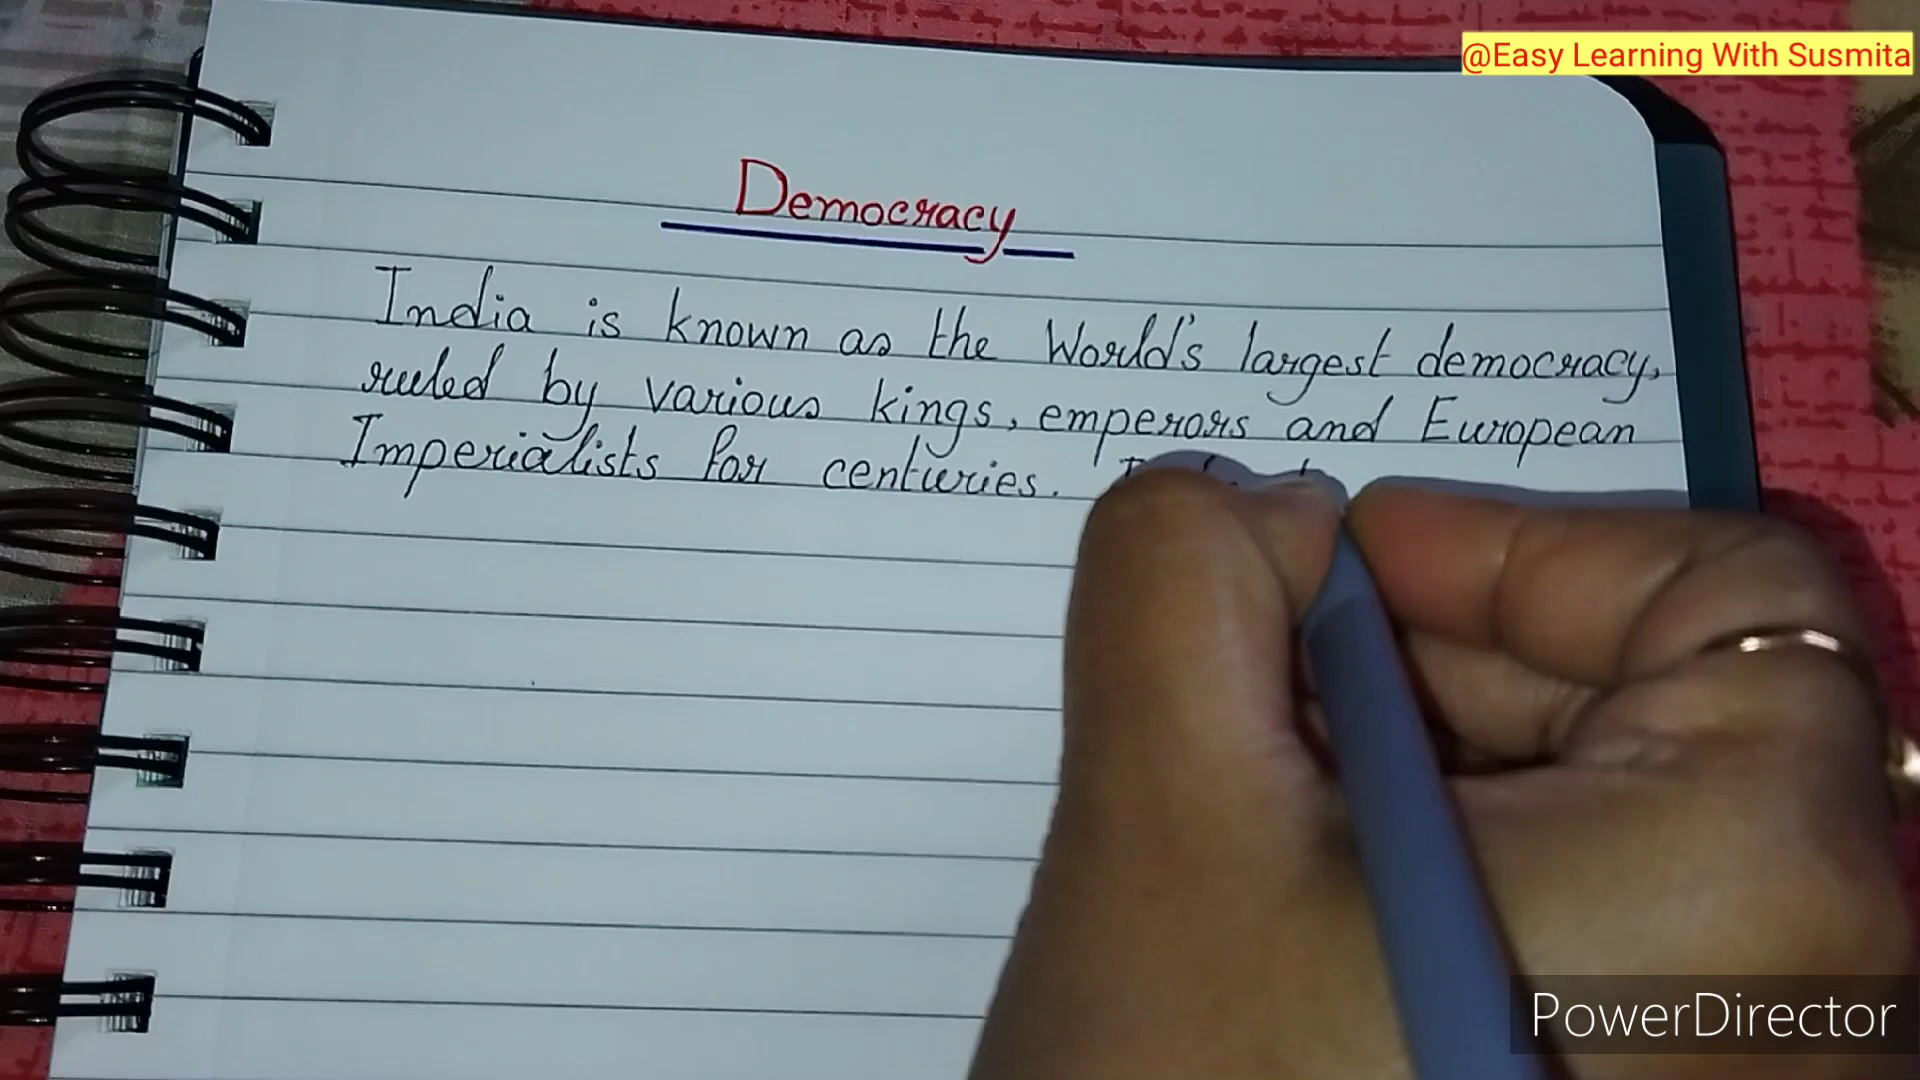 @Easy Learning With Susmita
Democracy
India is known as the World's largest democracy,
ruled by various kings, emperors and European
Imperialists for centuries.
PowerDirector